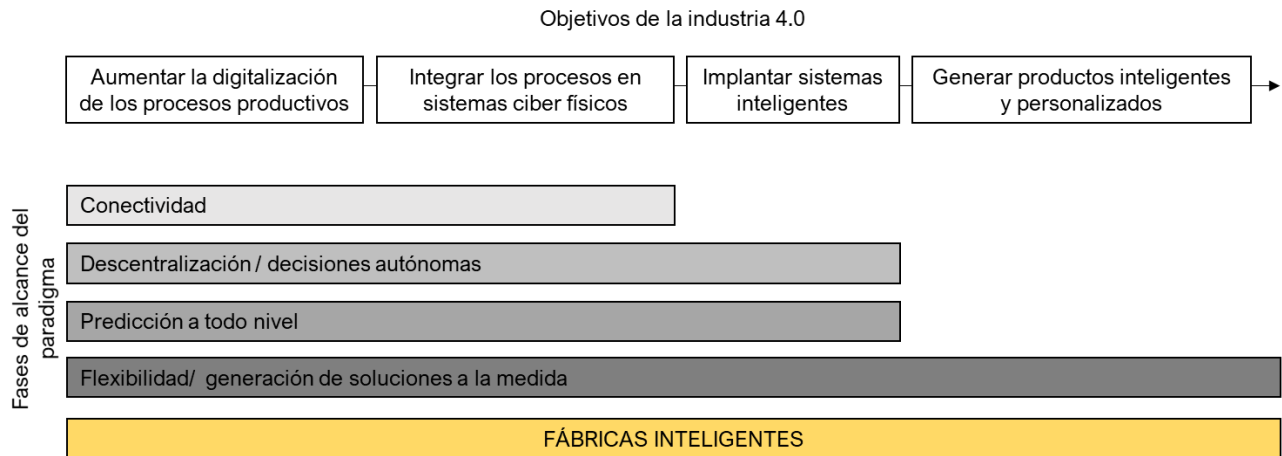 Objetivos de la industria 4.0
Aumentar la digitalización
de los procesos productivos
Integrar los procesos en
sistemas ciber físicos
Implantar sistemas
inteligentes
Generar productos inteligentes
y personalizados
Fases de alcance del
paradigma
Conectividad
Descentralización / decisiones autónomas
Predicción a todo nivel
Flexibilidad/ generación de soluciones a la medida
FÁBRICAS INTELIGENTES